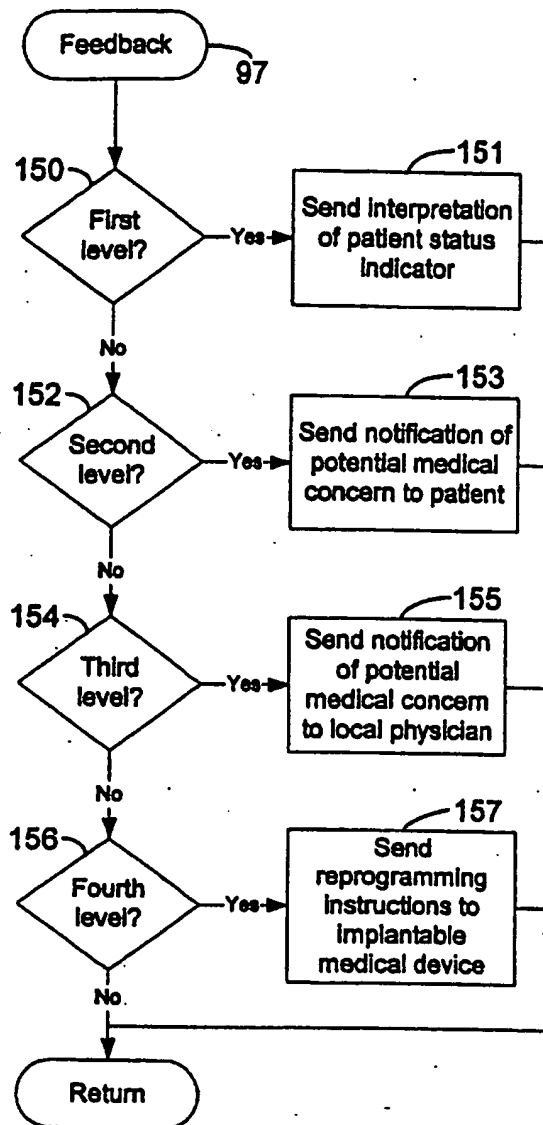 Feedback
97
150
First
level?
Yes
151
Send interpretation
of patient status
indicator
No
152
Second
level?
Yes
153
Send notification of
potential medical
concern to patient
No
154
Third
level?
Yes
155
Send notification
of potential
medical concern
to local physician
No
156
Fourth
level?
Yes
157
Send
reprogramming
instructions to
implantable
medical device
No
Return